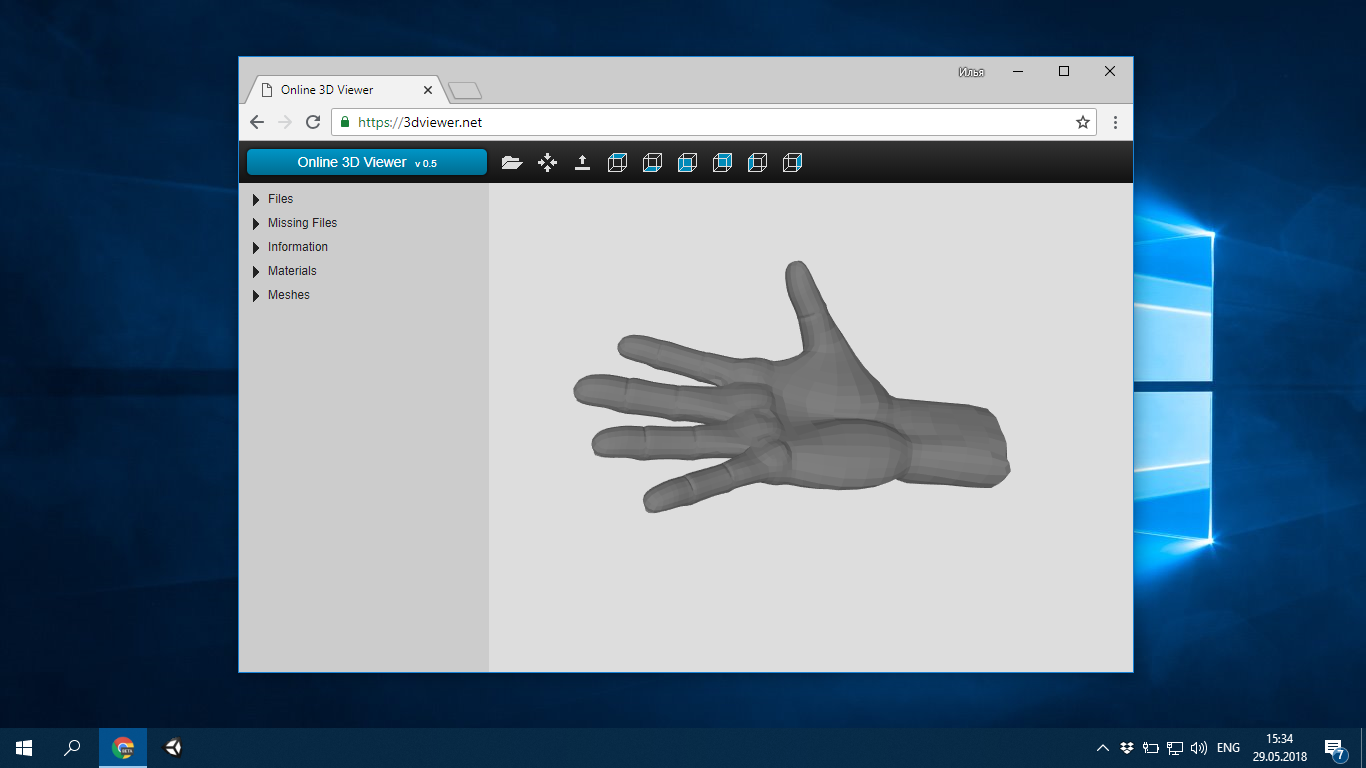 Илья
Online 3D Viewer
https://3dviewer.net
Online 3D Viewer v 0.5
Files
Missing Files
Information
Materials
Meshes
BETA
ENG
15:34
29.05.2018
7